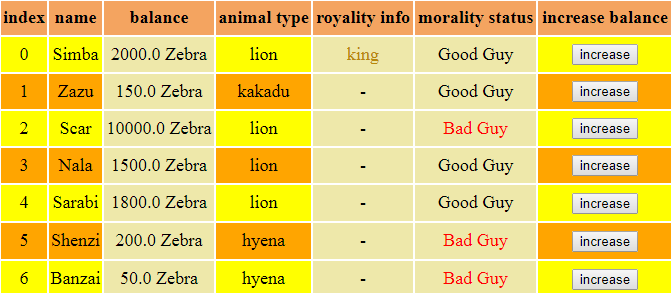 index name balance animal type royality info morality status increase balance
0 Simba 2000.0 Zebra lion king Good Guy increase
1 Zazu 150.0 Zebra kakadu - Good Guy increase
2 Scar 10000.0 Zebra lion - Bad Guy increase
3 Nala 1500.0 Zebra lion - Good Guy increase
4 Sarabi 1800.0 Zebra lion - Good Guy increase
5 Shenzi 200.0 Zebra hyena - Bad Guy increase
6 Banzai 50.0 Zebra hyena - Bad Guy increase